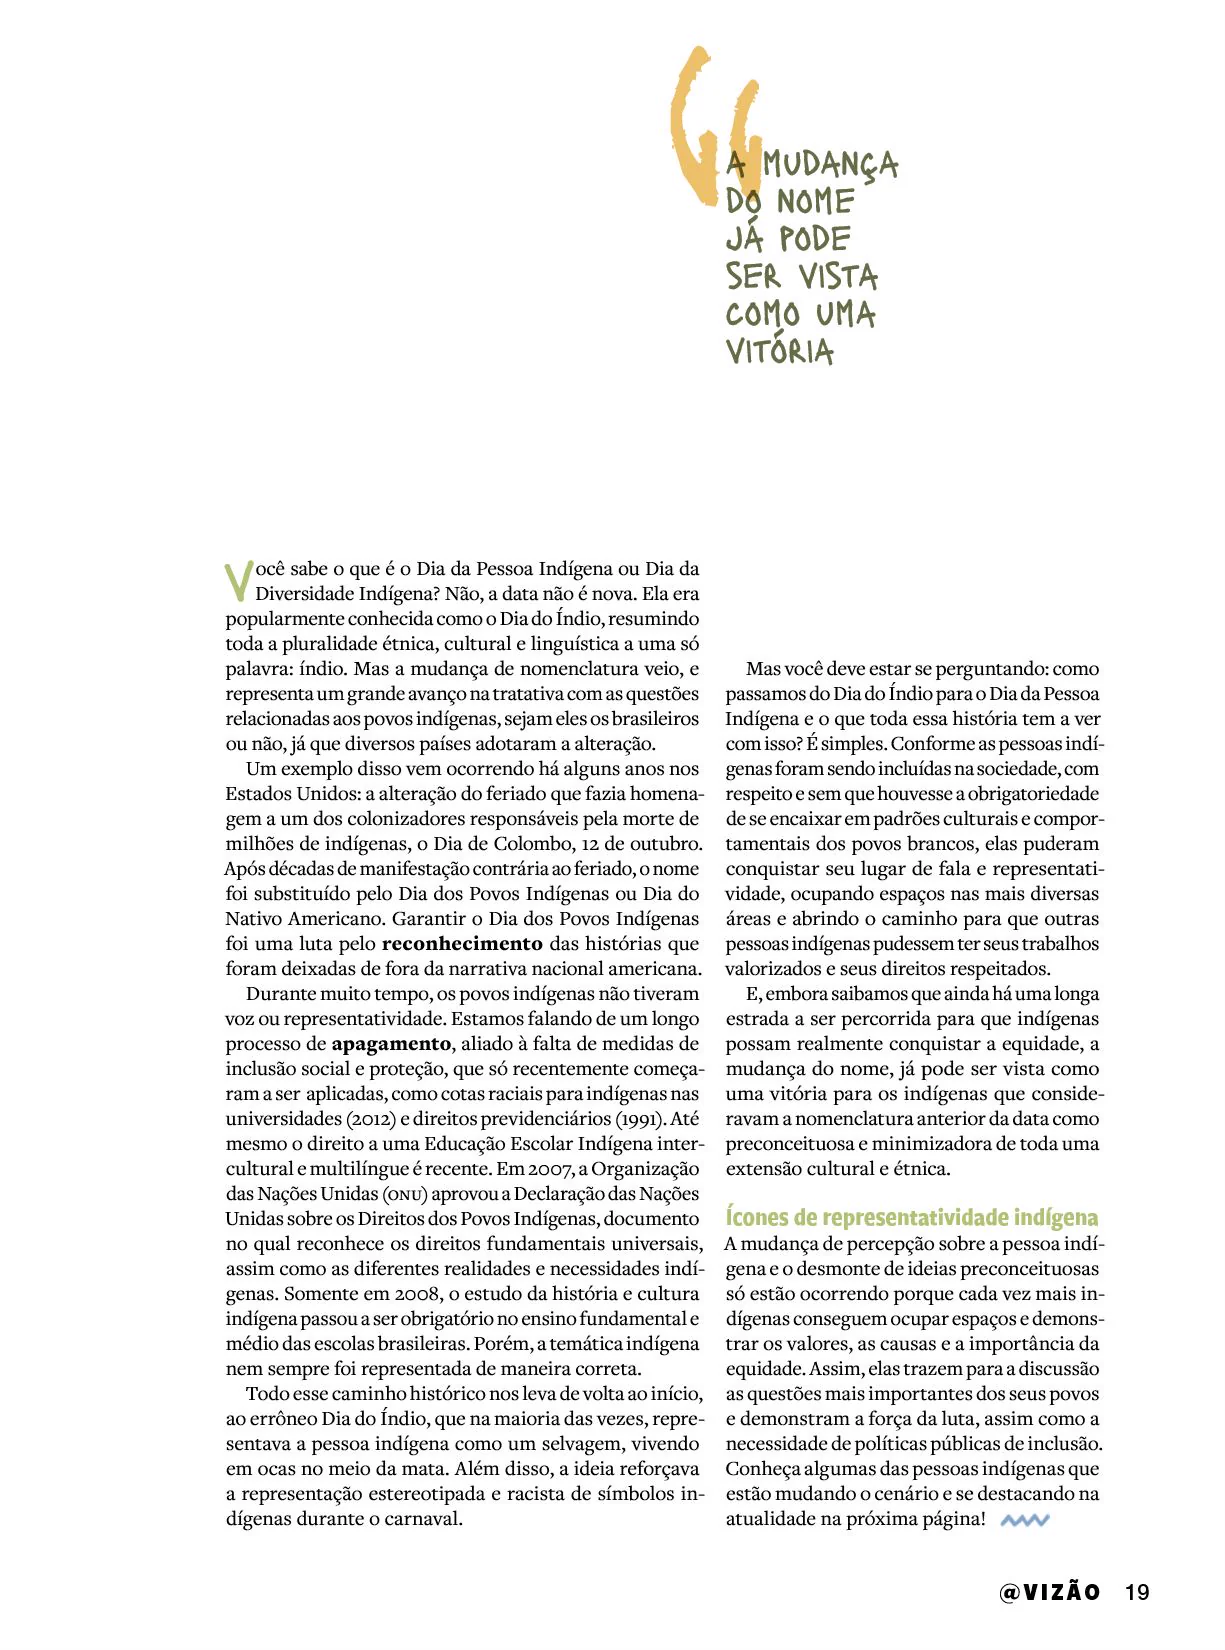 A MUDANÇA
DO NOME
JÁ PODE
SER VISTA
COMO UMA
VITÓRIA
Você sabe o que é o Dia da Pessoa Indígena ou Dia da
Diversidade Indígena? Não, a data não é nova. Ela era
popularmente conhecida como o Dia do Índio, resumindo
toda a pluralidade étnica, cultural e linguística a uma só
palavra: índio. Mas a mudança de nomenclatura veio, e
representa um grande avanço na tratativa com as questões
relacionadas aos povos indígenas, sejam eles os brasileiros
ou não, já que diversos países adotaram a alteração.
Um exemplo disso vem ocorrendo há alguns anos nos
Estados Unidos: a alteração do feriado que fazia homena-
gem a um dos colonizadores responsáveis pela morte de
milhões de indígenas, o Dia de Colombo, 12 de outubro.
Após décadas de manifestação contrária ao feriado, o nome
foi substituído pelo Dia dos Povos Indígenas ou Dia do
Nativo Americano. Garantir o Dia dos Povos Indígenas
foi uma luta pelo reconhecimento das histórias que
foram deixadas de fora da narrativa nacional americana.
Durante muito tempo, os povos indígenas não tiveram
voz ou representatividade. Estamos falando de um longo
processo de apagamento, aliado à falta de medidas de
inclusão social e proteção, que só recentemente começa-
ram a ser aplicadas, como cotas raciais para indígenas nas
universidades (2012) e direitos previdenciários (1991). Até
mesmo o direito a uma Educação Escolar Indígena inter-
cultural e multilíngue é recente. Em 2007, a Organização
das Nações Unidas (ONU) aprovou a Declaração das Nações
Unidas sobre os Direitos dos Povos Indígenas, documento
no qual reconhece os direitos fundamentais universais,
assim como as diferentes realidades e necessidades indí-
genas. Somente em 2008, o estudo da história e cultura
indígena passou a ser obrigatório no ensino fundamental e
médio das escolas brasileiras. Porém, a temática indígena
nem sempre foi representada de maneira correta.
Todo esse caminho histórico nos leva de volta ao início,
ao errôneo Dia do Índio, que na maioria das vezes, repre-
sentava a pessoa indígena como um selvagem, vivendo
em ocas no meio da mata. Além disso, a ideia reforçava
a representação estereotipada e racista de símbolos in-
dígenas durante o carnaval.
Mas você deve estar se perguntando: como
passamos do Dia do Índio para o Dia da Pessoa
Indígena e o que toda essa história tem a ver
com isso? É simples. Conforme as pessoas indí-
genas foram sendo incluídas na sociedade, com
respeito e sem que houvesse a obrigatoriedade
de se encaixar em padrões culturais e compor-
tamentais dos povos brancos, elas puderam
conquistar seu lugar de fala e representati-
vidade, ocupando espaços nas mais diversas
áreas e abrindo o caminho para que outras
pessoas indígenas pudessem ter seus trabalhos
valorizados e seus direitos respeitados.
E, embora saibamos que ainda há uma longa
estrada a ser percorrida para que indígenas
possam realmente conquistar a equidade, a
mudança do nome, já pode ser vista como
uma vitória para os indígenas que conside-
ravam a nomenclatura anterior da data como
preconceituosa e minimizadora de toda uma
extensão cultural e étnica.
Ícones de representatividade indígena
A mudança de percepção sobre a pessoa indí-
gena e o desmonte de ideias preconceituosas
só estão ocorrendo porque cada vez mais in-
dígenas conseguem ocupar espaços e demons-
trar os valores, as causas e a importância da
equidade. Assim, elas trazem para a discussão
as questões mais importantes dos seus povos
e demonstram a força da luta, assim como a
necessidade de políticas públicas de inclusão.
Conheça algumas das pessoas indígenas que
estão mudando o cenário e se destacando na
atualidade na próxima página!
@VIZÃO 19